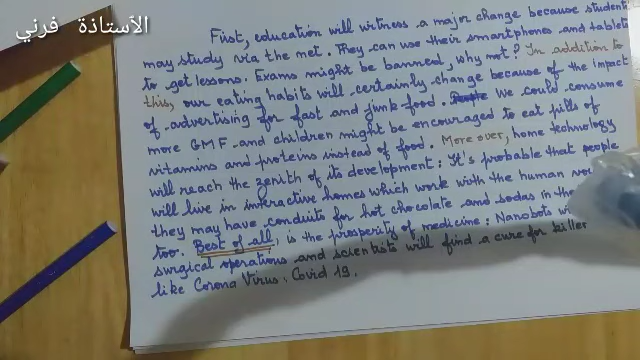 الأستاذة فرني
First, education will witness a major change because student
may study via the net. They can use their smartphones and tablets
to get lessons. Exams might be banned, why not? In addition to
this, our eating habits will certainly change because of the impact
of advertising for fast and junk food. We could consume
more GMF and children might be encouraged to eat pills of
vitamins and proteins instead of food. More over, home technology
will reach the zenith of its development: It's probable that people
will live in interactive homes which work with the human
they may have conduits for hot chocolate and sodas in the
too. Best of all, is the prosperity of medicine: Nanobots
surgical operations and scientists will find a cure for killer
like Corona Virus. Covid 19.